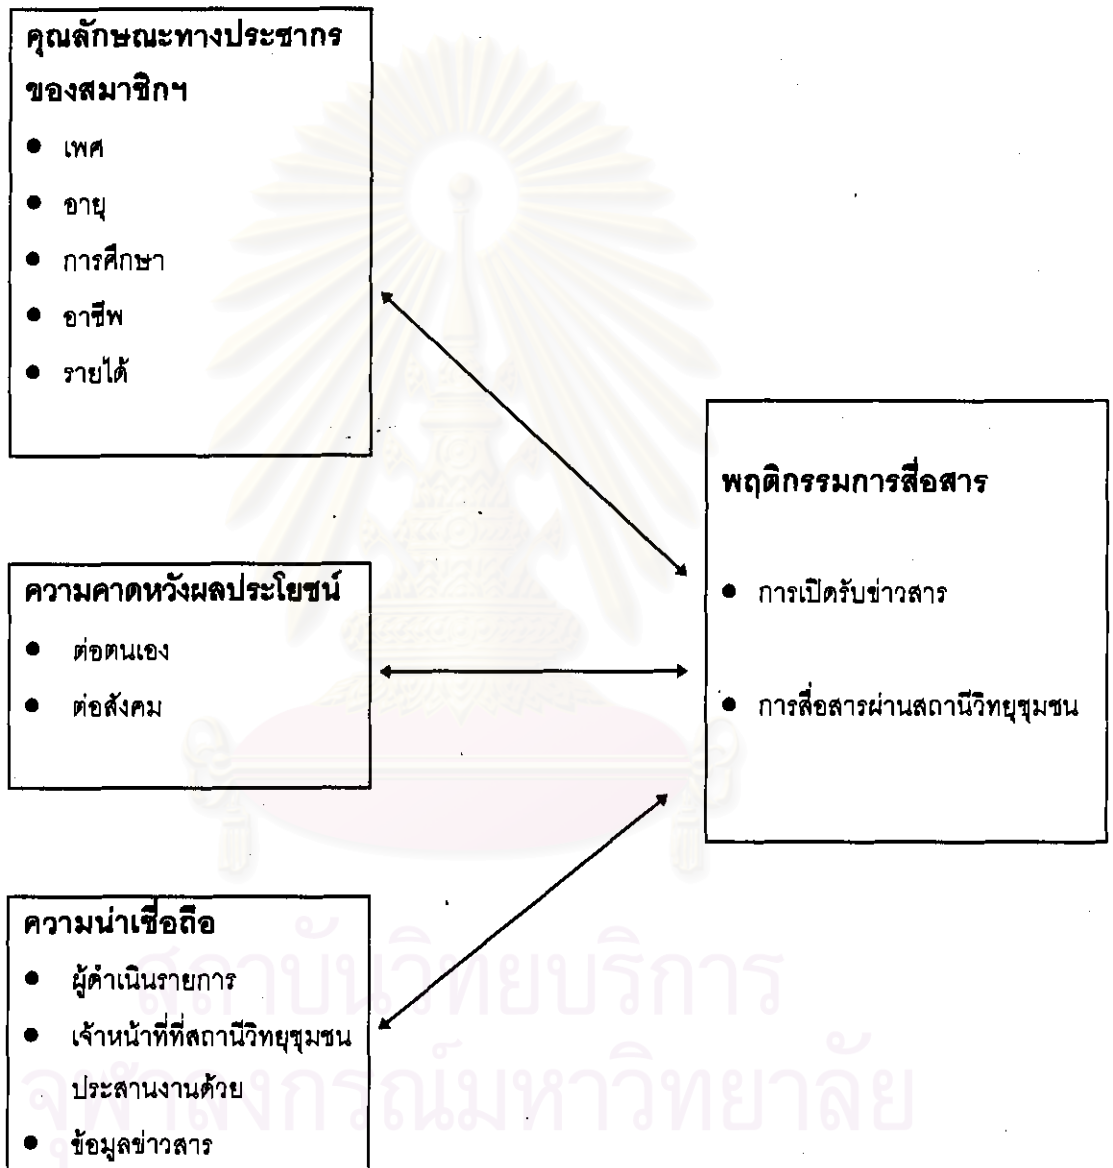 คุณลักษณะทางประชากร
ของสมาชิกฯ
● เพศ
● อายุ
● การศึกษา
● อาชีพ
● รายได้
พฤติกรรมการสื่อสาร
● การเปิดรับข่าวสาร
● การสื่อสารผ่านสถานีวิทยุชุมชน
ความคาดหวังผลประโยชน์
● ต่อตนเอง
● ต่อสังคม
ความน่าเชื่อถือ
● ผู้ดำเนินรายการ
● เจ้าหน้าที่ที่สถานีวิทยุชุมชน
ประสานงานด้วย
● ข้อมูลข่าวสาร
สถาบันวิทยบริการ
จุฬาลงกรณ์มหาวิทยาลัย